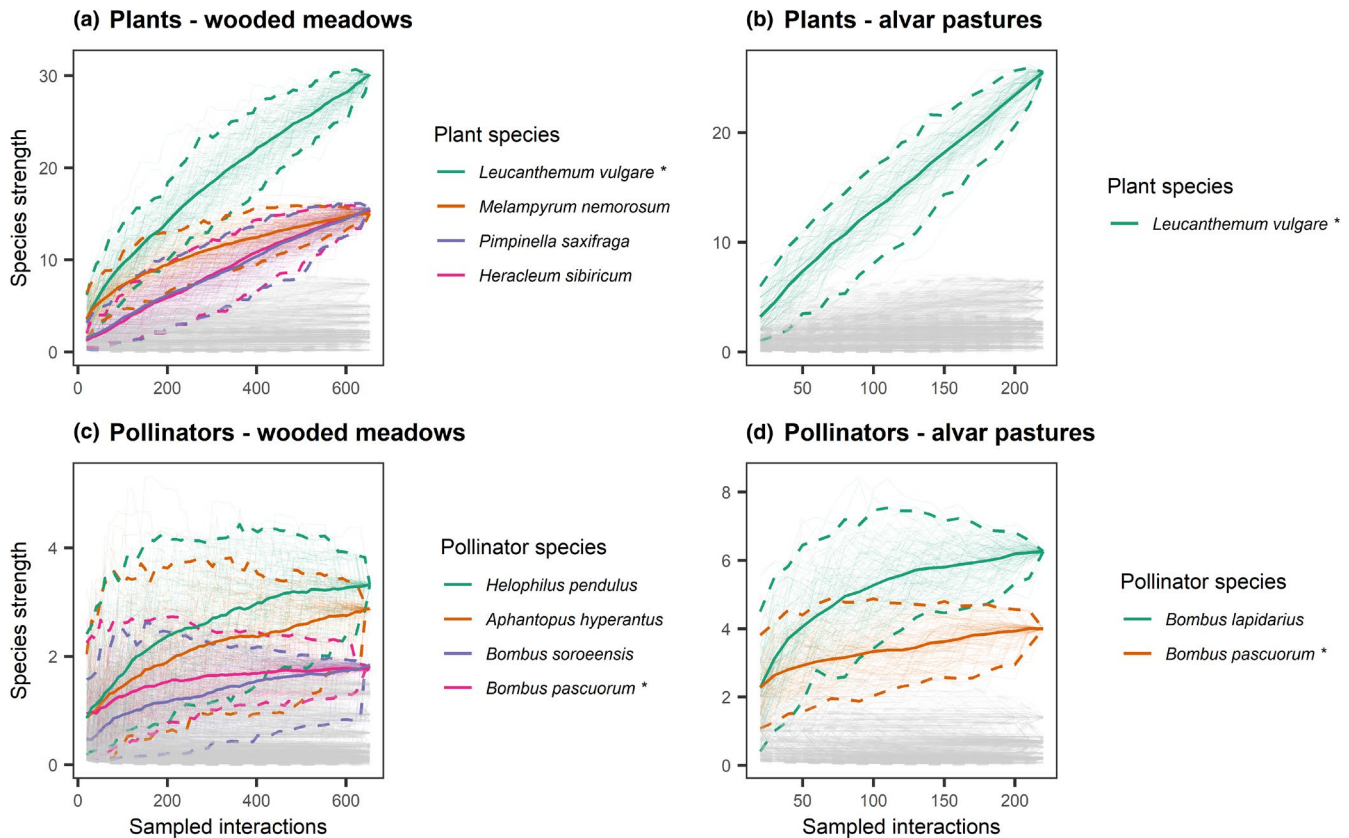 (a) Plants - wooded meadows
Species strength
30
20
10
0
0
200
400
600
Plant species
Leucanthemum vulgare *
Melampyrum nemorosum
Pimpinella saxifraga
Heracleum sibiricum
(b) Plants - alvar pastures
20
10
0
50
100
150
200
Plant species
Leucanthemum vulgare *
(c) Pollinators - wooded meadows
Species strength
4
2
0
0
200
400
600
Sampled interactions
Pollinator species
Helophilus pendulus
Aphantopus hyperantus
Bombus soroeensis
Bombus pascuorum *
(d) Pollinators - alvar pastures
8
6
4
2
0
50
100
150
200
Sampled interactions
Pollinator species
Bombus lapidarius
Bombus pascuorum *